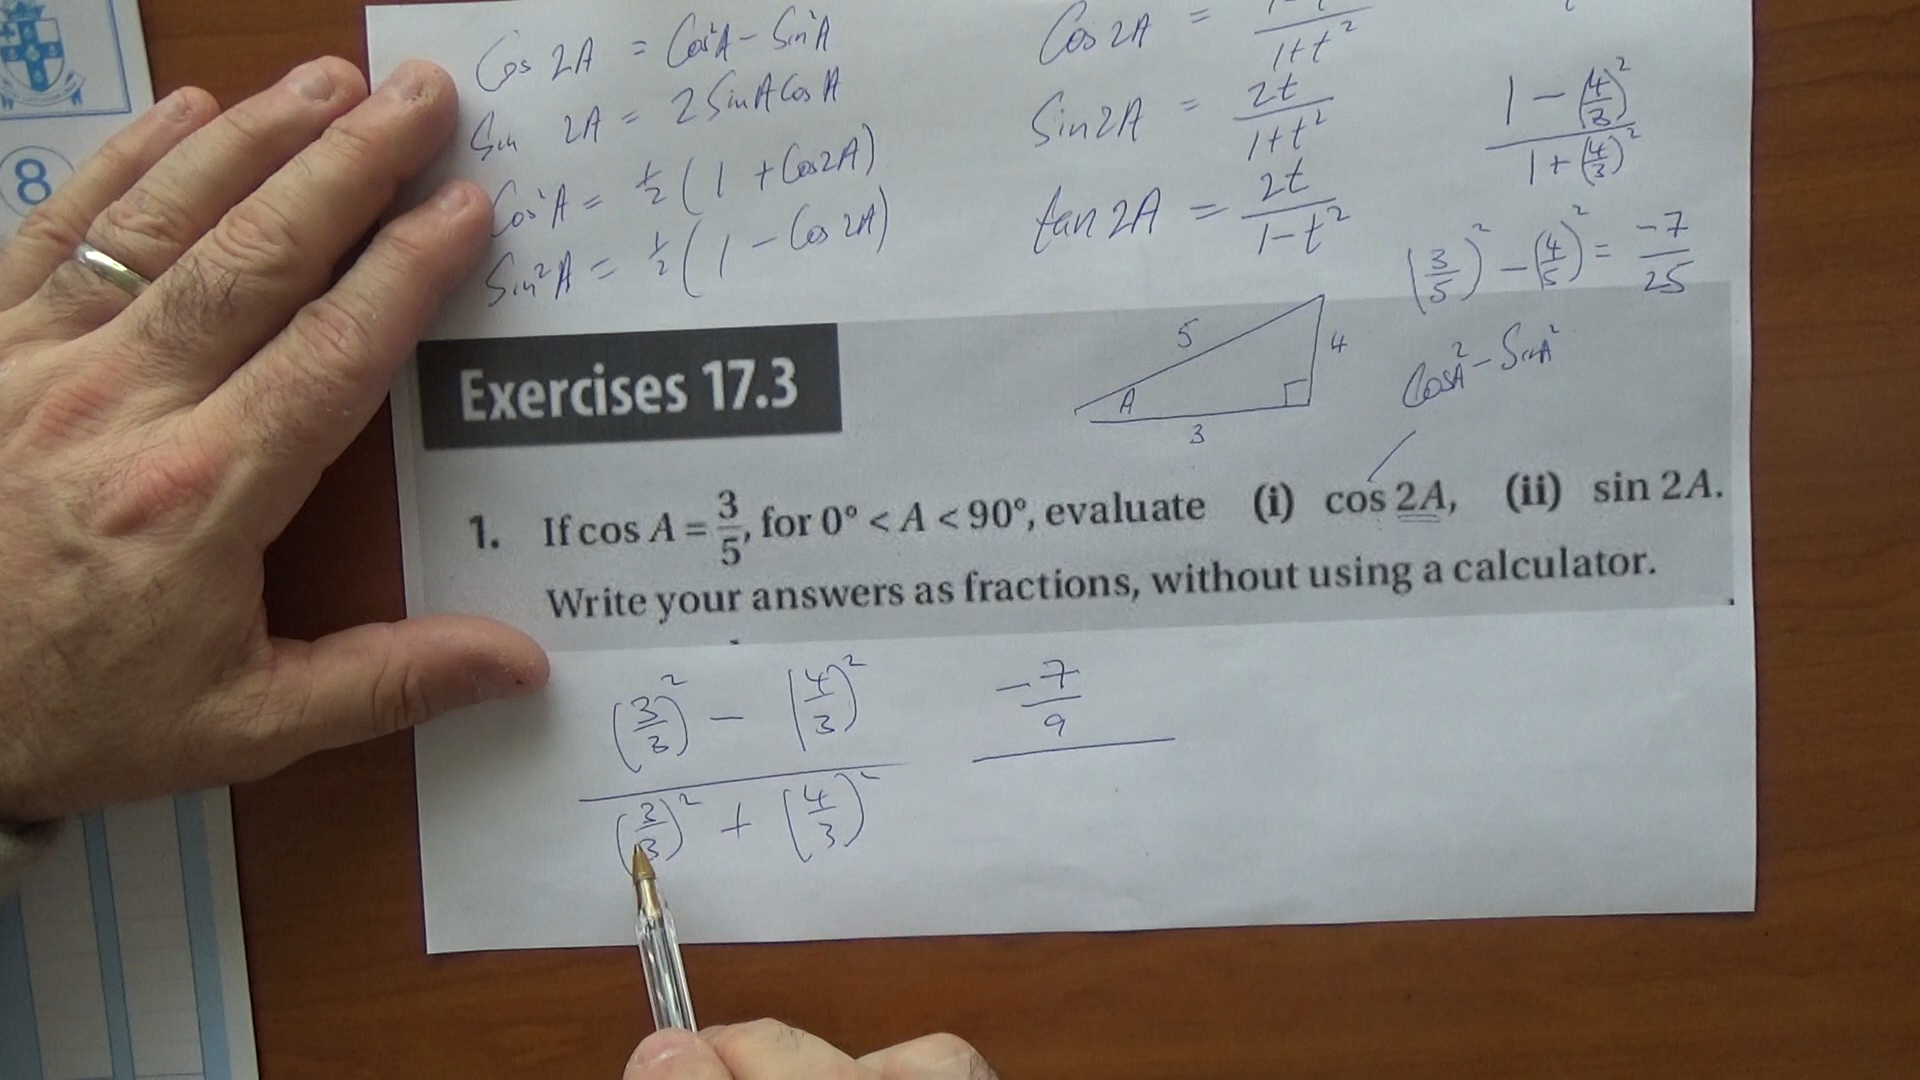 Cos 2A = Cos²A - Sin²A
Sin 2A = 2 Sin A Cos A
Cos²A = 1/2 (1 + Cos 2A)
Sin²A = 1/2 (1 - Cos 2A)
Cos 2A = 1-t² / 1+t²
Sin 2A = 2t / 1+t²
tan 2A = 2t / 1-t²
1 - (4/3)² / 1 + (4/3)²
(3/5)² - (4/5)² = -7/25
Cos²A - Sin²A
5
4
A
3
8
Exercises 17.3
1. If cos A = 3/5, for 0° < A < 90°, evaluate (i) cos 2A, (ii) sin 2A.
Write your answers as fractions, without using a calculator.
(3/3)² - (4/3)² / (3/3)² + (4/3)²
-7/9